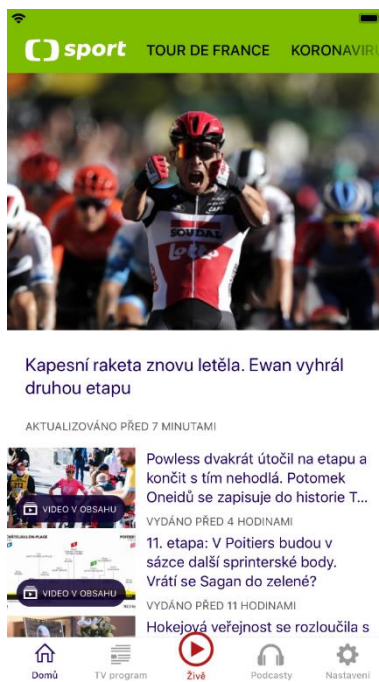 sport TOUR DE FRANCE KORONAVIRU
SOUDAL
Lotto
Kapesní raketa znovu letěla. Ewan vyhrál
druhou etapu
AKTUALIZOVÁNO PŘED 7 MINUTAMI
Powless dvakrát útočil na etapu a
končit s tím nehodlá. Potomek
Oneidů se zapisuje do historie T...
VIDEO V OBSAHU
VYDÁNO PŘED 4 HODINAMI
11. etapa: V Poitiers budou v
sázce další sprinterské body.
Vrátí se Sagan do zelené?
VIDEO V OBSAHU
VYDÁNO PŘED 11 HODINAMI
Hokejová veřejnost se rozloučila s
Domů TV program Živě Podcasty Nastavení